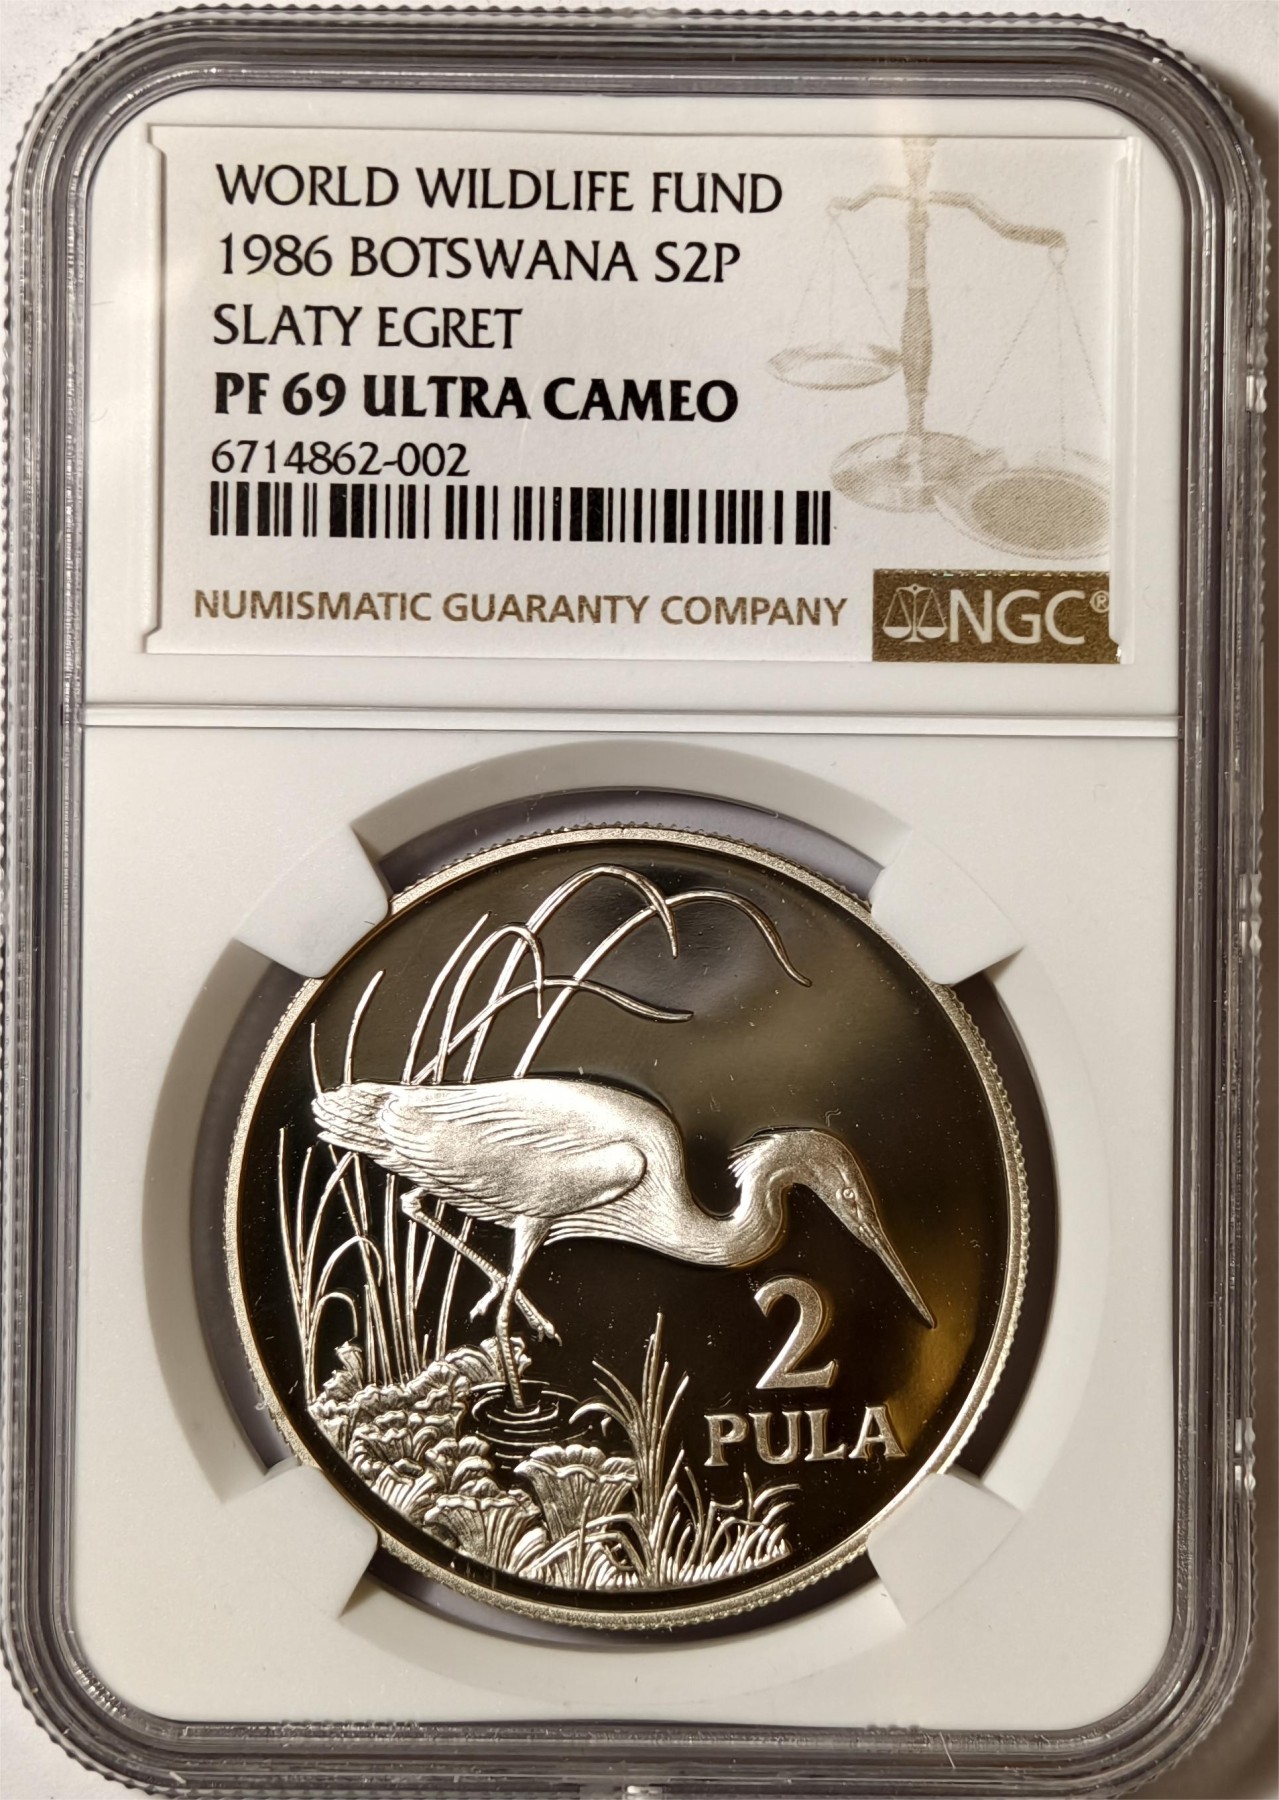 WORLD WILDLIFE FUND
1986 BOTSWANA S2P
SLATY EGRET
PF 69 ULTRA CAMEO
6714862-002
NUMISMATIC GUARANTY COMPANY
NGC®
2
PULA